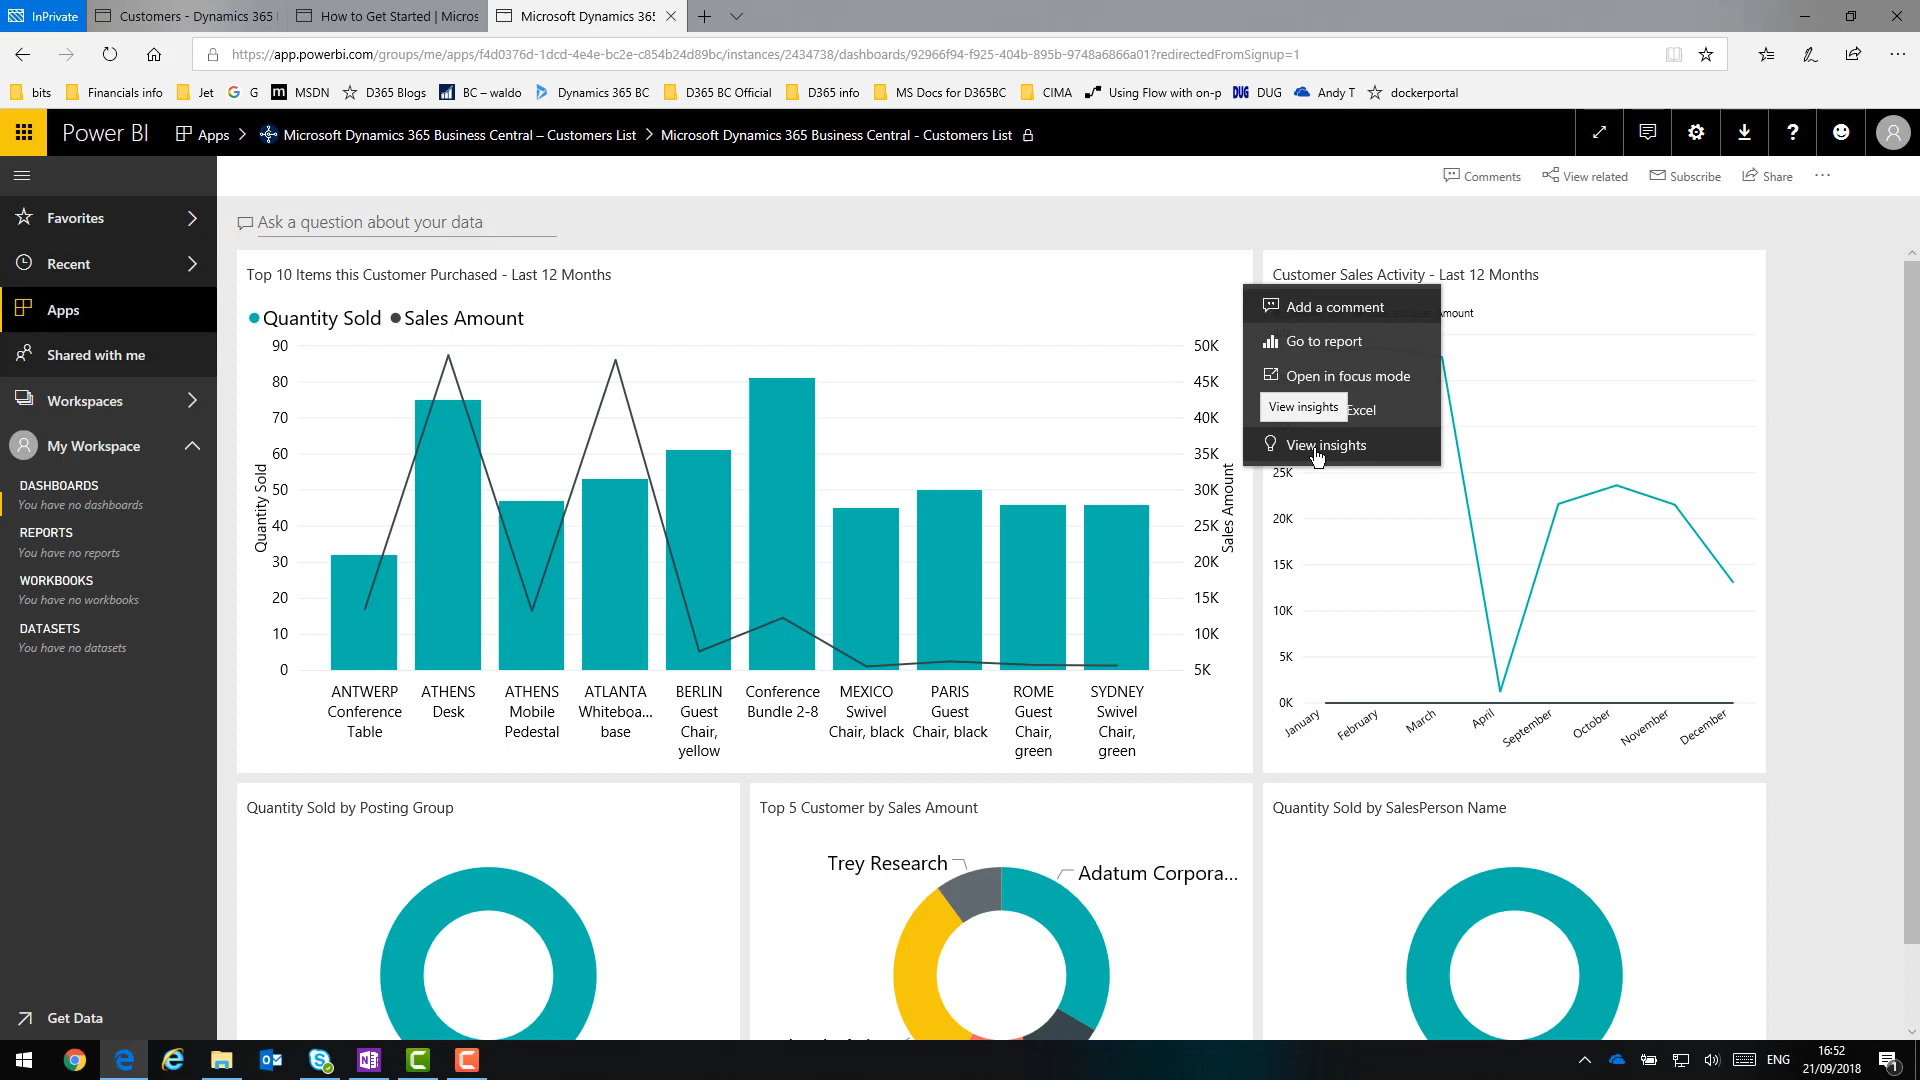 InPrivate
Customers - Dynamics 365
How to Get Started | Micros
Microsoft Dynamics 365
https://app.powerbi.com/groups/me/apps/f4d0376d-1dcd-4e4e-bc2e-c854b24d89bc/instances/2434738/dashboards/92966f94-f925-404b-895b-9748a6866a01?redirectedFromSignup=1
bits
Financials info
Jet
G
MSDN
D365 Blogs
BC – waldo
Dynamics 365 BC
D365 BC Official
D365 info
MS Docs for D365BC
CIMA
Using Flow with on-p
DUG
DUG
Andy T
dockerportal
Power BI
Apps
Microsoft Dynamics 365 Business Central – Customers List
Microsoft Dynamics 365 Business Central - Customers List
Comments
View related
Subscribe
Share
Favorites
Recent
Apps
Shared with me
Workspaces
My Workspace
DASHBOARDS
You have no dashboards
REPORTS
You have no reports
WORKBOOKS
You have no workbooks
DATASETS
You have no datasets
Get Data
Ask a question about your data
Top 10 Items this Customer Purchased - Last 12 Months
Quantity Sold
Sales Amount
90
80
70
60
50
40
30
20
10
0
Quantity Sold
50K
45K
40K
35K
30K
25K
20K
15K
10K
5K
Sales Amount
ANTWERP
Conference
Table
ATHENS
Desk
ATHENS
Mobile
Pedestal
ATLANTA
Whiteboa...
base
BERLIN
Guest
Chair,
yellow
Conference
Bundle 2-8
MEXICO
Swivel
Chair, black
PARIS
Guest
Chair, black
ROME
Guest
Chair,
green
SYDNEY
Swivel
Chair,
green
Customer Sales Activity - Last 12 Months
Amount
Add a comment
Go to report
Open in focus mode
View insights
Excel
View insights
25K
20K
15K
10K
5K
0K
January
February
March
April
September
October
November
December
Quantity Sold by Posting Group
Top 5 Customer by Sales Amount
Trey Research
Adatum Corpora...
Quantity Sold by SalesPerson Name
ENG
16:52
21/09/2018
1